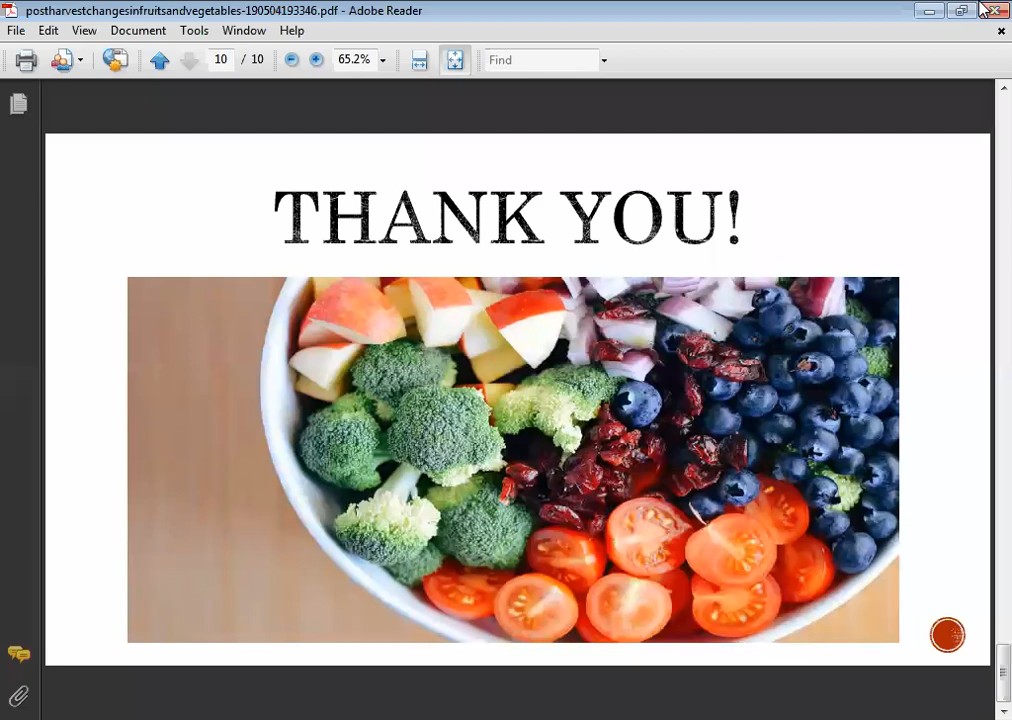 postharvestchangesinfruitsandvegetables-190504193346.pdf - Adobe Reader
File Edit View Document Tools Window Help
10 / 10 65.2% Find
THANK YOU!